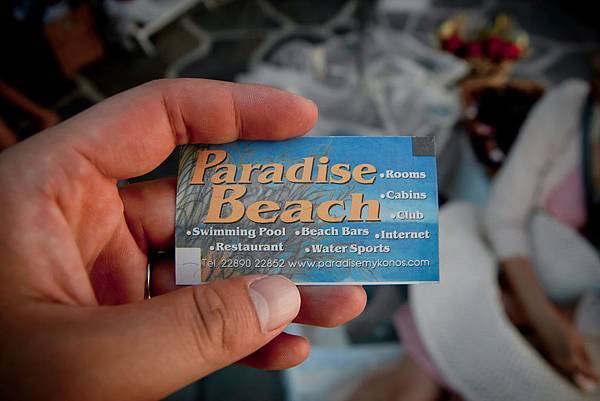 Paradise
Beach
•Rooms
•Cabins
•Club
•Swimming Pool •Beach Bars •Internet
•Restaurant •Water Sports
Tel. 22890 22852 www.paradisemykonos.com